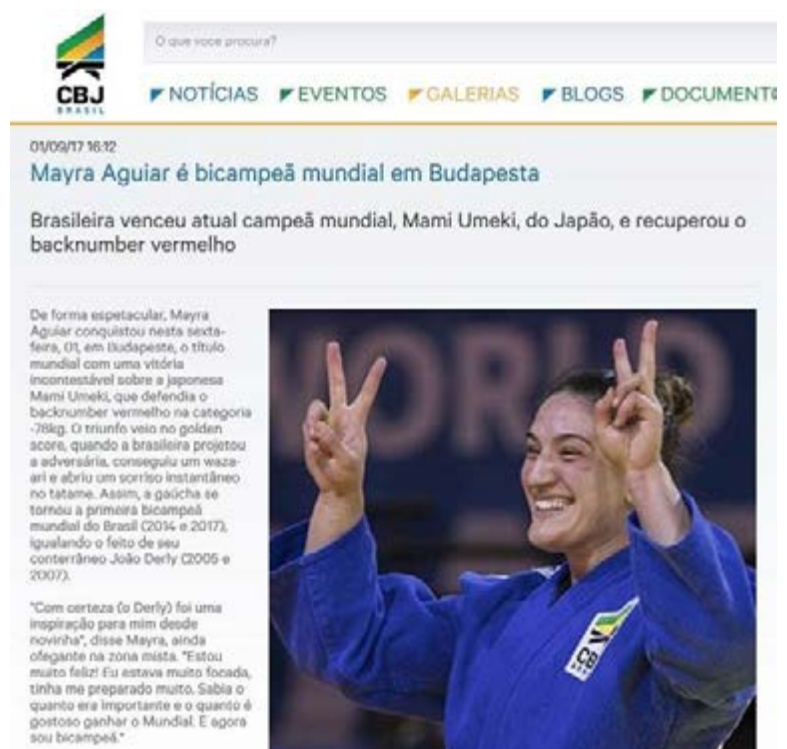 O que voce procura?
CBJ
BRASIL
NOTÍCIAS EVENTOS GALERIAS BLOGS DOCUMENTO
01/09/17 16:12
Mayra Aguiar é bicampeã mundial em Budapesta
Brasileira venceu atual campeã mundial, Mami Umeki, do Japão, e recuperou o
backnumber vermelho
De forma espetacular, Mayra
Aguiar conquistou nesta sexta-
feira, 01, em Budapeste, o título
mundial com uma vitória
incontestável sobre a japonesa
Mami Umeki, que defendia o
backnumber vermelho na categoria
-78kg. O triunfo veio no golden
score, quando a brasileira projetou
a adversária, conseguiu um waza-
ari e abriu um sorriso instantâneo
no tatame. Assim, a gaúcha se
tornou a primeira bicampeã
mundial do Brasil (2014 e 2017),
igualando o feito de seu
conterrâneo João Derly (2005 e
2007).
"Com certeza (o Derly) foi uma
inspiração para mim desde
novinha", disse Mayra, ainda
ofegante na zona mista. "Estou
muito feliz! Eu estava muito focada,
tinha me preparado muito. Sabia o
quanto era importante e o quanto é
gostoso ganhar o Mundial. E agora
sou bicampeã."
WORLD
CBJ